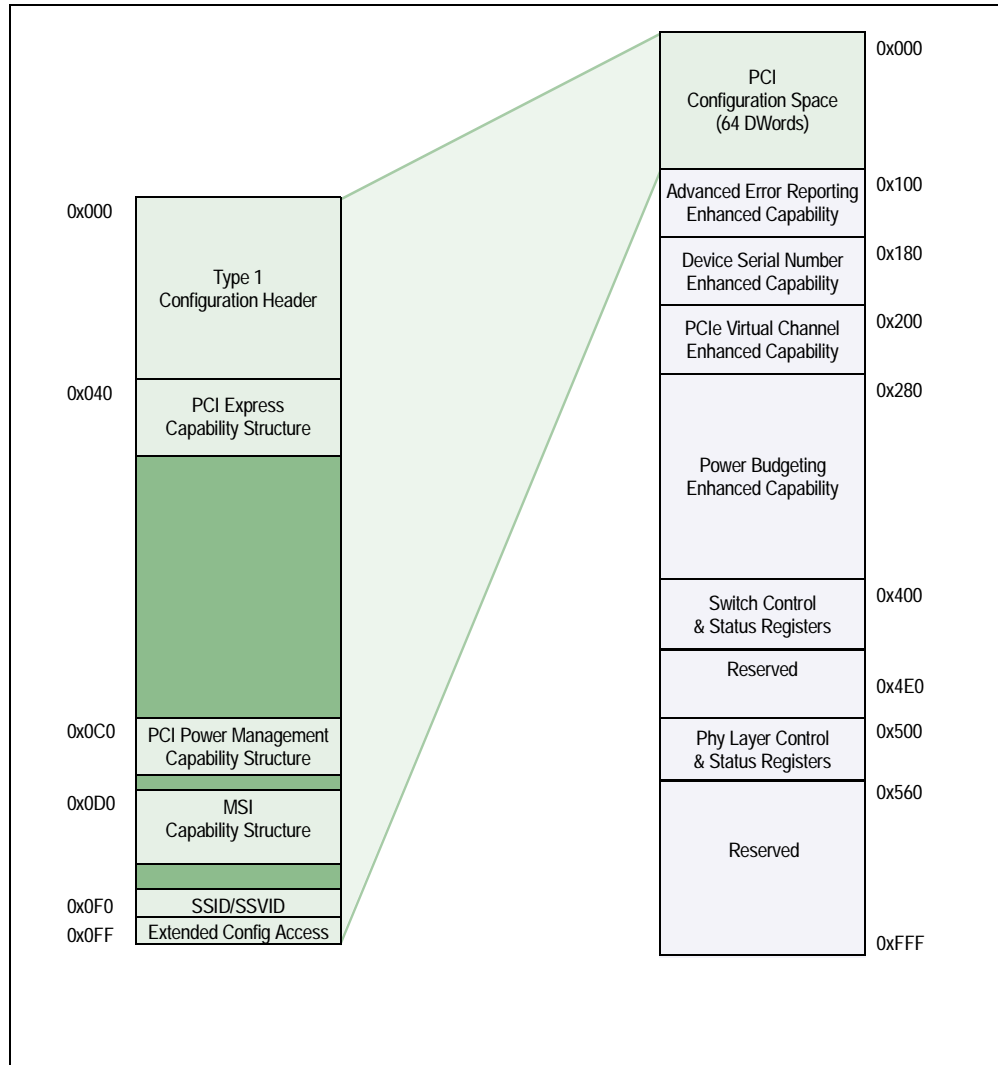 0x000
Type 1
Configuration Header
0x040
PCI Express
Capability Structure
0x0C0
PCI Power Management
Capability Structure
0x0D0
MSI
Capability Structure
0x0F0
SSID/SSVID
0x0FF
Extended Config Access
0x000
PCI
Configuration Space
(64 DWords)
0x100
Advanced Error Reporting
Enhanced Capability
0x180
Device Serial Number
Enhanced Capability
0x200
PCIe Virtual Channel
Enhanced Capability
0x280
Power Budgeting
Enhanced Capability
0x400
Switch Control
& Status Registers
Reserved
0x4E0
0x500
Phy Layer Control
& Status Registers
0x560
Reserved
0xFFF